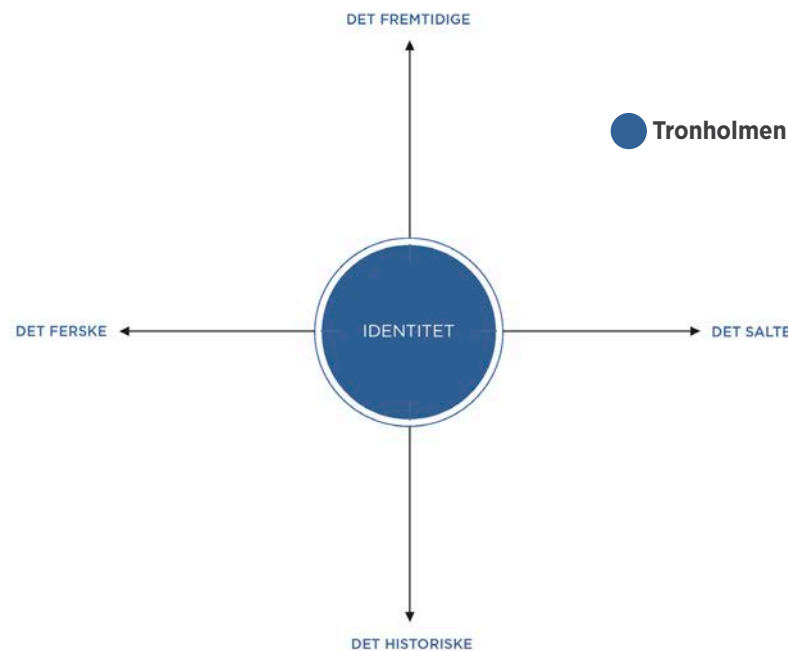 DET FREMTIDIGE
Tronholmen
DET FERSKE
IDENTITET
DET SALTE
DET HISTORISKE